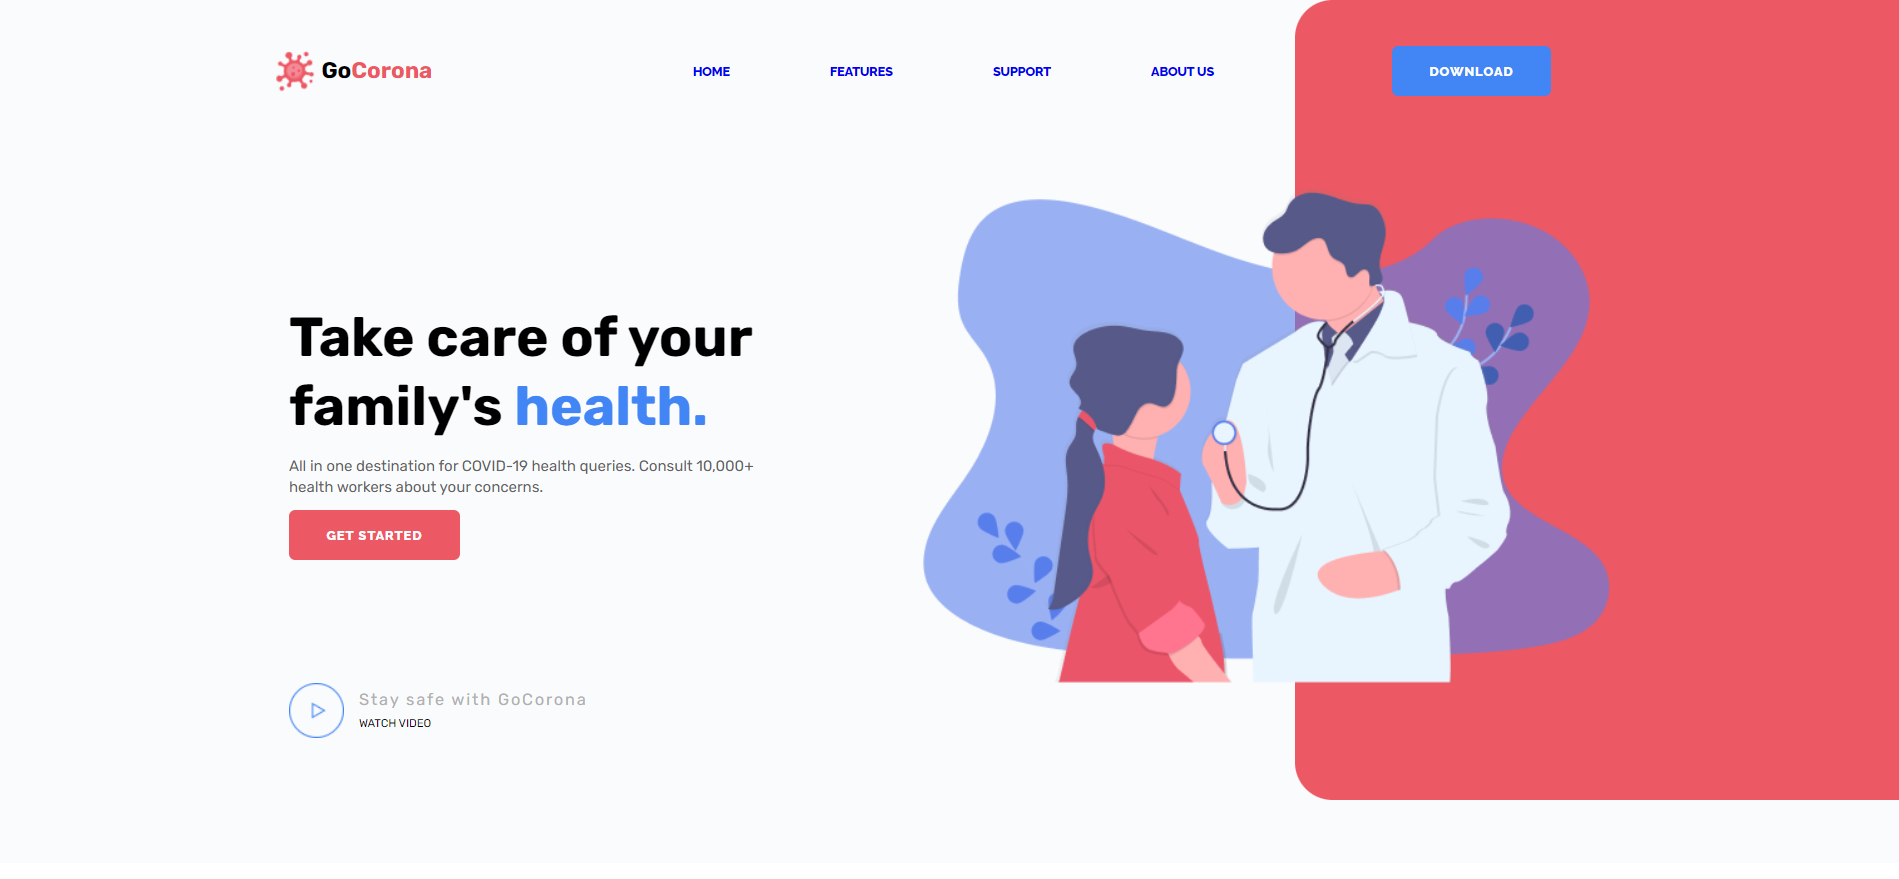 GoCorona
HOME
FEATURES
SUPPORT
ABOUT US
DOWNLOAD
Take care of your
family's health.
All in one destination for COVID-19 health queries. Consult 10,000+
health workers about your concerns.
GET STARTED
Stay safe with GoCorona
WATCH VIDEO